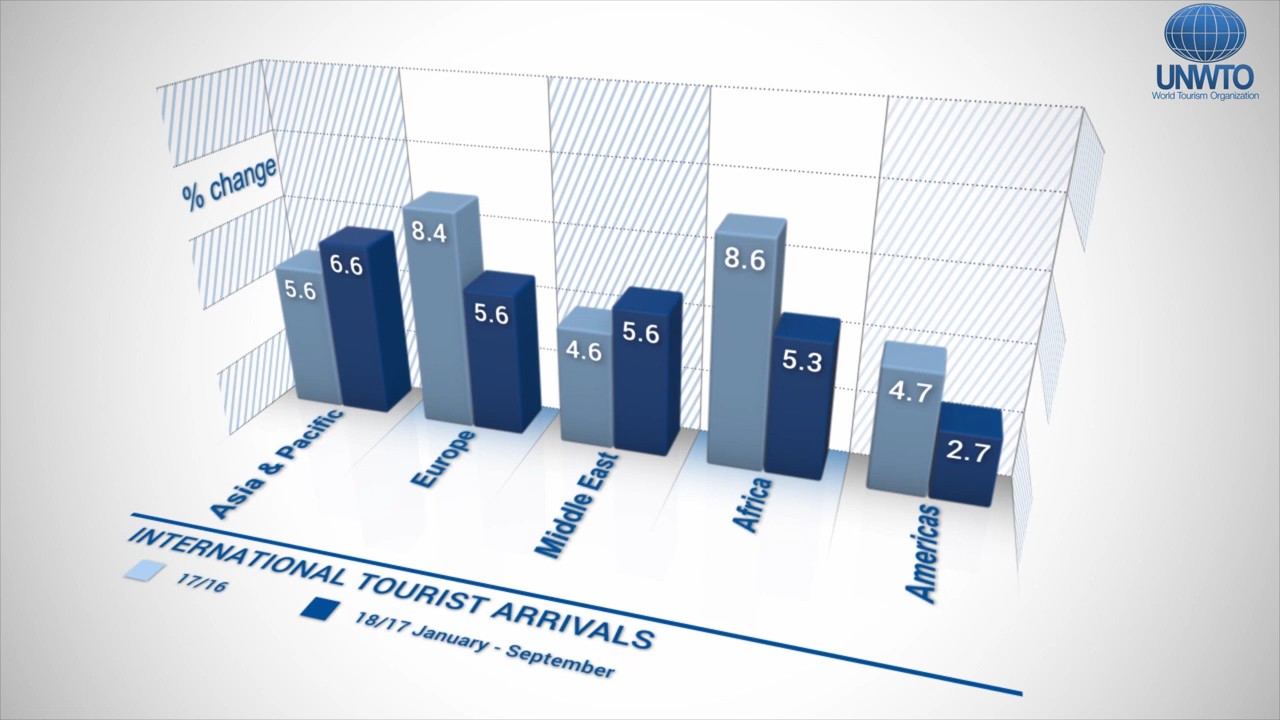 UNWTO
World Tourism Organization
% change
5.6
6.6
8.4
5.6
4.6
5.6
8.6
5.3
4.7
2.7
Asia & Pacific
Europe
Middle East
Africa
Americas
INTERNATIONAL TOURIST ARRIVALS
17/16
18/17 January - September